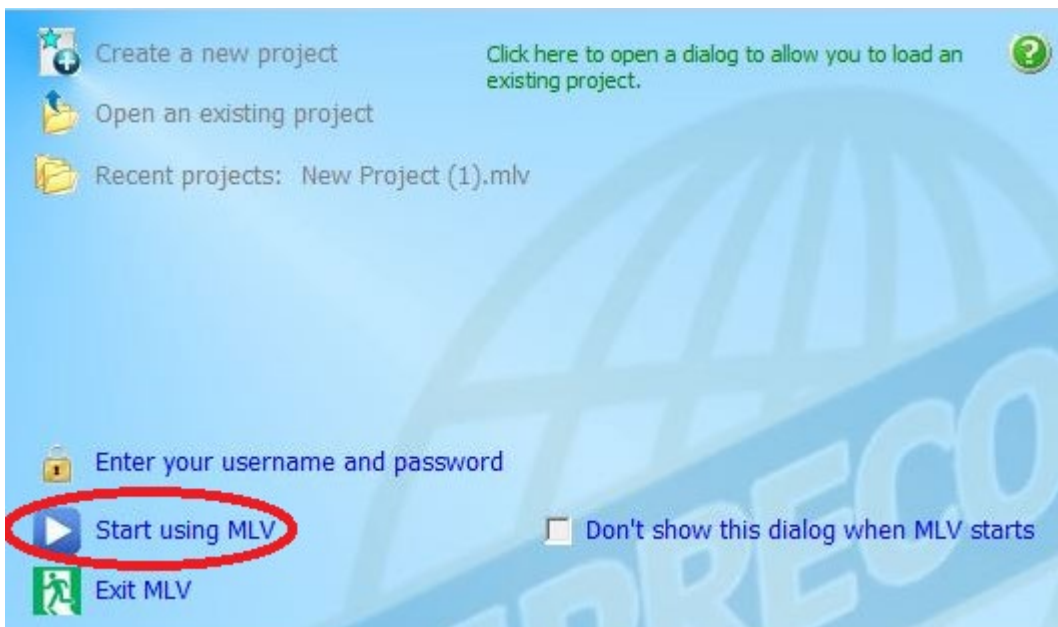 Create a new project
Click here to open a dialog to allow you to load an
existing project.
Open an existing project
Recent projects: New Project (1).mlv
Enter your username and password
Start using MLV
Don't show this dialog when MLV starts
Exit MLV